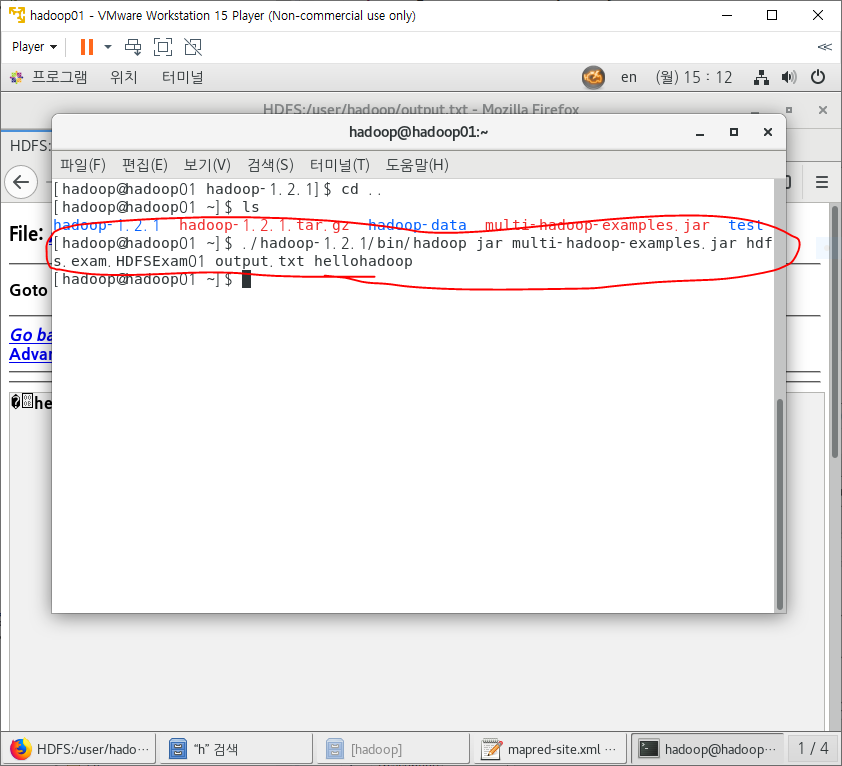 hadoop01 - VMware Workstation 15 Player (Non-commercial use only)
Player
프로그램 위치 터미널 en (월) 15 : 12
HDFS:/user/hadoop/output.txt - Mozilla Firefox
HDFS:
hadoop@hadoop01:~
파일(F) 편집(E) 보기(V) 검색(S) 터미널(T) 도움말(H)
[hadoop@hadoop01 hadoop-1.2.1]$ cd ..
[hadoop@hadoop01 ~]$ ls
hadoop-1.2.1 hadoop-1.2.1.tar.gz hadoop-data multi-hadoop-examples.jar test
[hadoop@hadoop01 ~]$ ./hadoop-1.2.1/bin/hadoop jar multi-hadoop-examples.jar hdf
s.exam.HDFSExam01 output.txt hellohadoop
[hadoop@hadoop01 ~]$
File:
Goto
Go ba
Advan
he
HDFS:/user/hado… “h” 검색 [hadoop] mapred-site.xml … hadoop@hadoop… 1 / 4